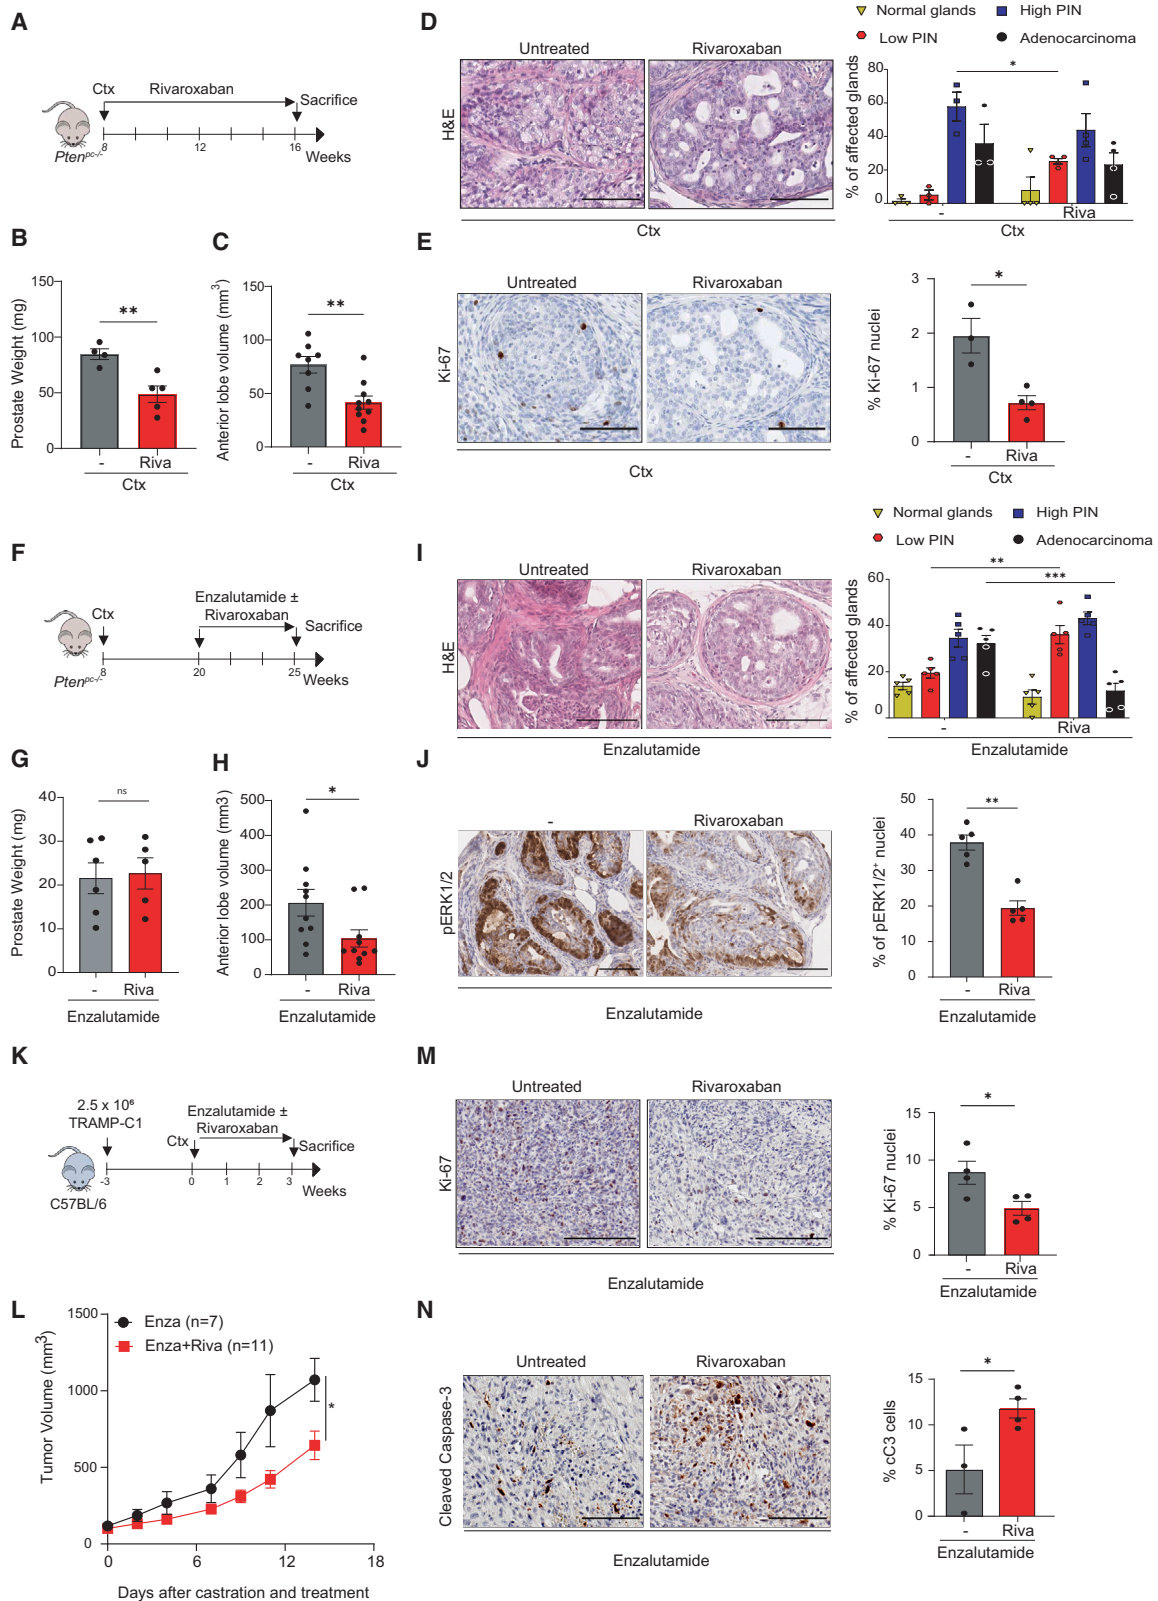 A
Ctx
Rivaroxaban
Sacrifice
Pten^pc-/-
8
12
16
Weeks
B
Prostate Weight (mg)
150
100
50
0
**
-
Riva
Ctx
C
Anterior lobe volume (mm³)
150
100
50
0
**
-
Riva
Ctx
D
Untreated
Rivaroxaban
H&E
Ctx
Normal glands
High PIN
Low PIN
Adenocarcinoma
% of affected glands
80
60
40
20
0
*
-
Riva
Ctx
E
Untreated
Rivaroxaban
Ki-67
Ctx
% Ki-67 nuclei
3
2
1
0
*
-
Riva
Ctx
F
Ctx
Enzalutamide ±
Rivaroxaban
Sacrifice
Pten^pc-/-
8
20
25
Weeks
G
Prostate Weight (mg)
40
30
20
10
0
ns
-
Riva
Enzalutamide
H
Anterior lobe volume (mm3)
500
400
300
200
100
0
*
-
Riva
Enzalutamide
I
Untreated
Rivaroxaban
H&E
Enzalutamide
Normal glands
High PIN
Low PIN
Adenocarcinoma
% of affected glands
60
40
20
0
**
***
-
Riva
Enzalutamide
J
-
Rivaroxaban
pERK1/2
Enzalutamide
% of pERK1/2⁺ nuclei
50
40
30
20
10
0
**
-
Riva
Enzalutamide
K
2.5 x 10⁶
TRAMP-C1
Ctx
Enzalutamide ±
Rivaroxaban
Sacrifice
C57BL/6
-3
0
1
2
3
Weeks
L
Tumor Volume (mm³)
1500
1000
500
0
Enza (n=7)
Enza+Riva (n=11)
*
0
6
12
18
Days after castration and treatment
M
Untreated
Rivaroxaban
Ki-67
Enzalutamide
% Ki-67 nuclei
15
10
5
0
*
-
Riva
Enzalutamide
N
Untreated
Rivaroxaban
Cleaved Caspase-3
Enzalutamide
% cC3 cells
15
10
5
0
*
-
Riva
Enzalutamide